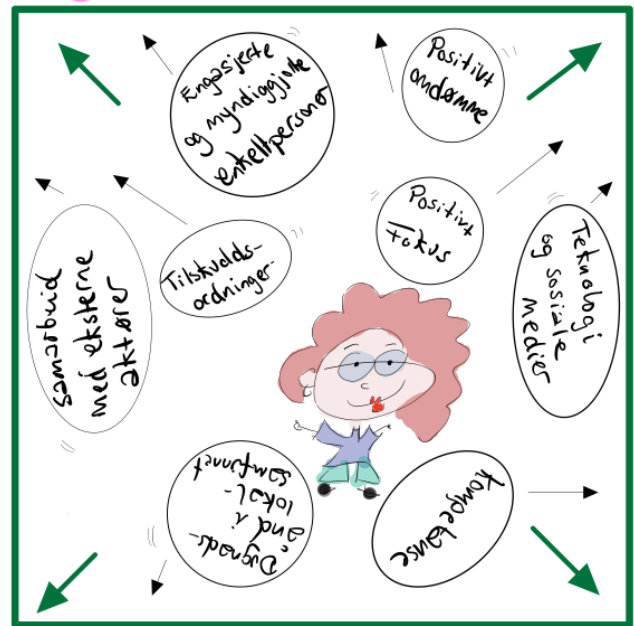 Engasjerte
og myndiggjorte
enkeltpersoner
Positivt
omdømme
Positivt
Fokus
Tilskudds-
ordninger
samarbeid
med eksterne
aktører
Teknologi
og sosiale
medier
Dugnads-
ånd i
lokal-
samfunnet
Kompetanse